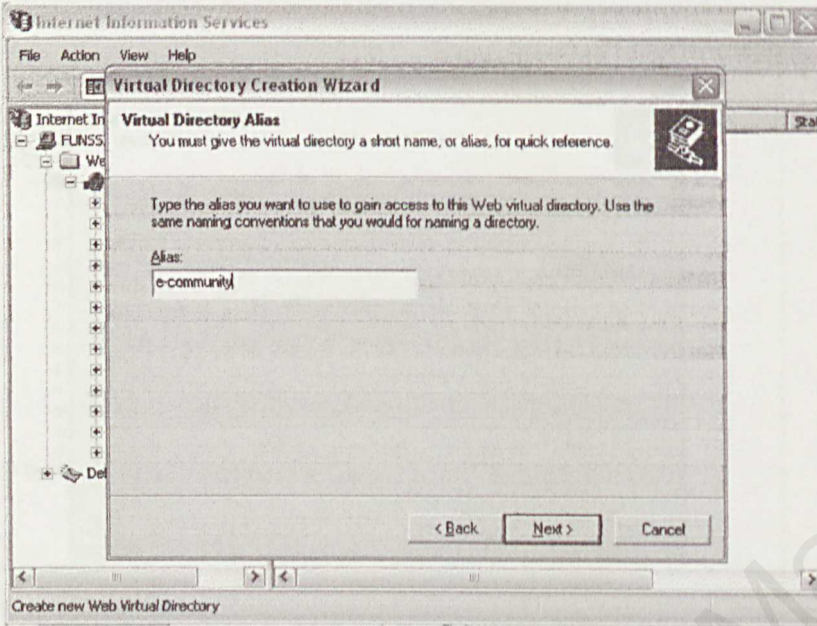 Internet Information Services
File Action View Help
Virtual Directory Creation Wizard
Internet In
Virtual Directory Alias
You must give the virtual directory a short name, or alias, for quick reference.
FUNSS
We
Type the alias you want to use to gain access to this Web virtual directory. Use the
same naming conventions that you would for naming a directory.
Alias:
e-community
Def
< Back Next > Cancel
Create new Web Virtual Directory